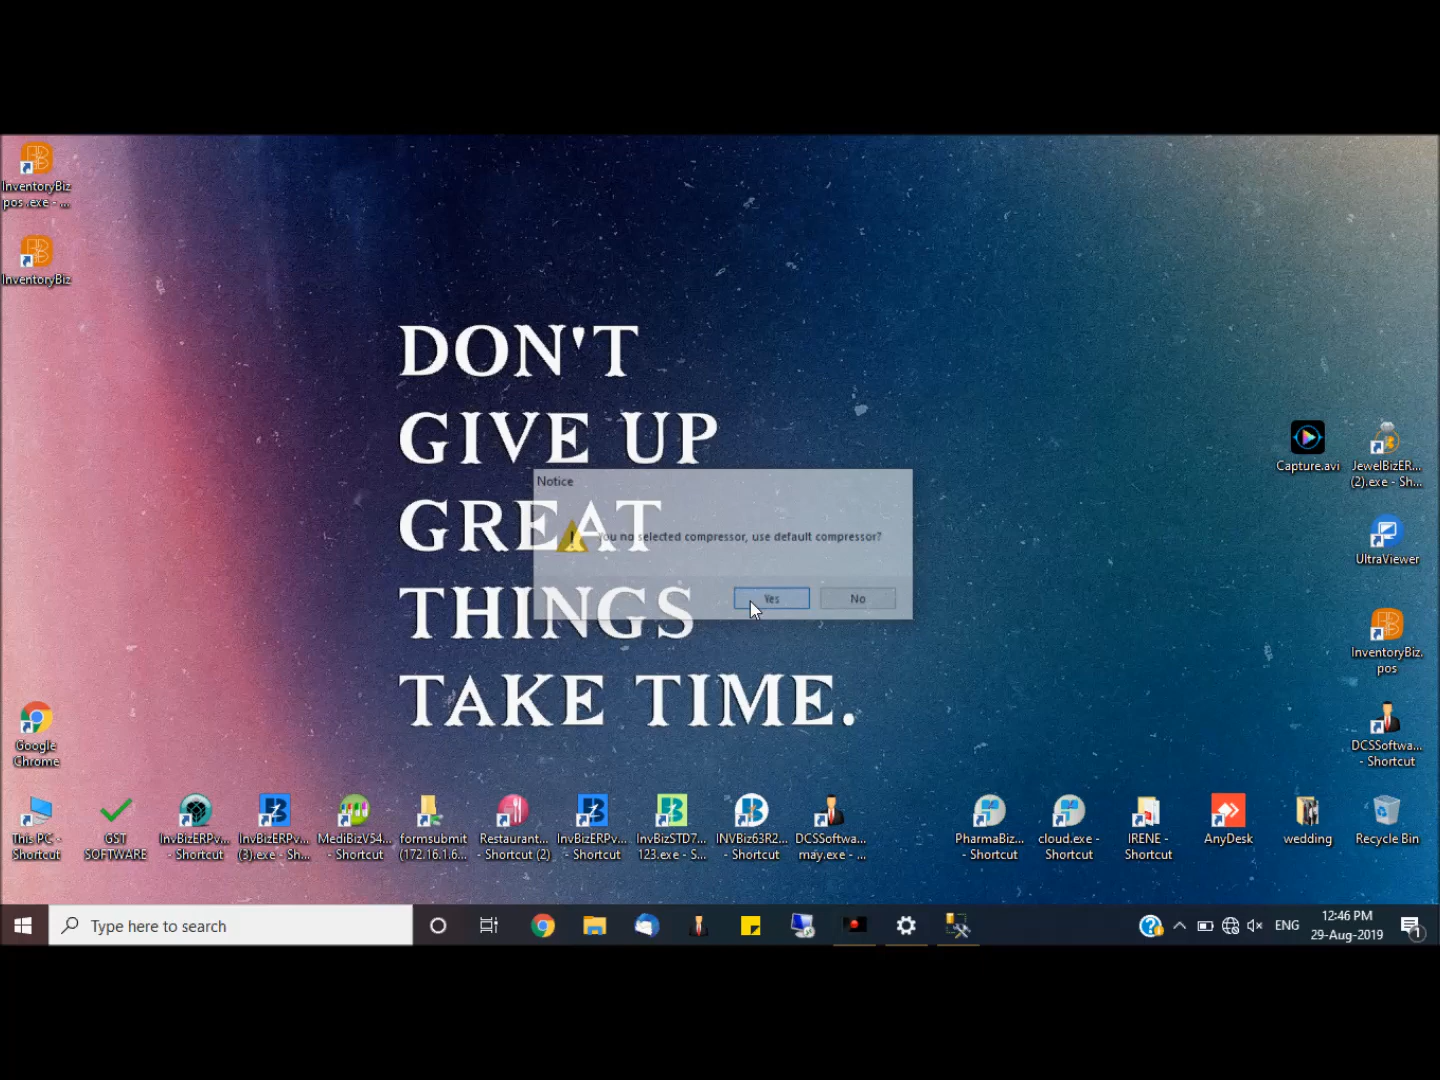 InventoryBiz
pos .exe - ...
InventoryBiz
DON'T
GIVE UP
GREAT
THINGS
TAKE TIME.
Notice
You no selected compressor, use default compressor?
Yes
No
Capture.avi
JewelBizER...
(2).exe - Sh...
UltraViewer
InventoryBiz.
pos
DCSSoftwa...
- Shortcut
Google
Chrome
This PC -
Shortcut
GST
SOFTWARE
InvBizERPv...
- Shortcut
InvBizERPv...
(3).exe - Sh...
MediBizV54...
- Shortcut
formsubmit
(172.16.1.6...
Restaurant...
- Shortcut (2)
InvBizERPv...
- Shortcut
InvBizSTD7...
123.exe - S...
INVBiz63R2...
- Shortcut
DCSSoftwa...
may.exe - ...
PharmaBiz...
- Shortcut
cloud.exe -
Shortcut
IRENE -
Shortcut
AnyDesk
wedding
Recycle Bin
Type here to search
ENG
12:46 PM
29-Aug-2019
1